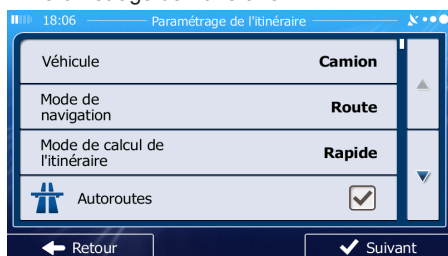 18:06 Paramétrage de l'itinéraire
Véhicule Camion
Mode de
navigation Route
Mode de calcul de
l'itinéraire Rapide
Autoroutes
Retour Suivant